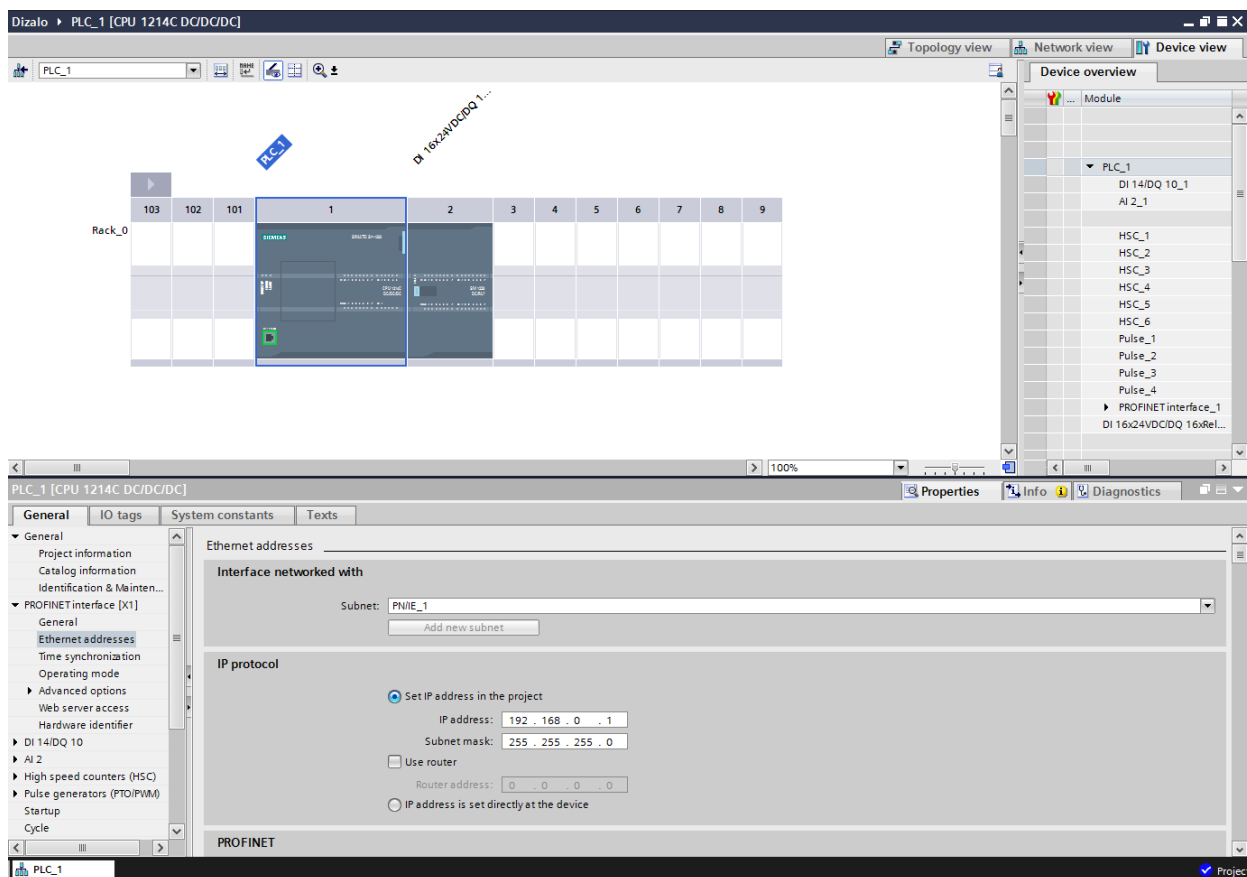 Dizalo ▸ PLC_1 [CPU 1214C DC/DC/DC]
Topology view
Network view
Device view
PLC_1
Device overview
... Module
PLC_1
DI 14/DQ 10_1
AI 2_1
HSC_1
HSC_2
HSC_3
HSC_4
HSC_5
HSC_6
Pulse_1
Pulse_2
Pulse_3
Pulse_4
PROFINET interface_1
DI 16x24VDC/DQ 16xRel...
PLC_1
DI 16x24VDC/DQ 1...
103 102 101 1 2 3 4 5 6 7 8 9
Rack_0
SIEMENS
100%
PLC_1 [CPU 1214C DC/DC/DC]
Properties
Info
Diagnostics
General
IO tags
System constants
Texts
General
Project information
Catalog information
Identification & Mainten...
PROFINET interface [X1]
General
Ethernet addresses
Time synchronization
Operating mode
Advanced options
Web server access
Hardware identifier
DI 14/DQ 10
AI 2
High speed counters (HSC)
Pulse generators (PTO/PWM)
Startup
Cycle
Ethernet addresses
Interface networked with
Subnet: PN/IE_1
Add new subnet
IP protocol
Set IP address in the project
IP address: 192 . 168 . 0 . 1
Subnet mask: 255 . 255 . 255 . 0
Use router
Router address: 0 . 0 . 0 . 0
IP address is set directly at the device
PROFINET
PLC_1
Projec